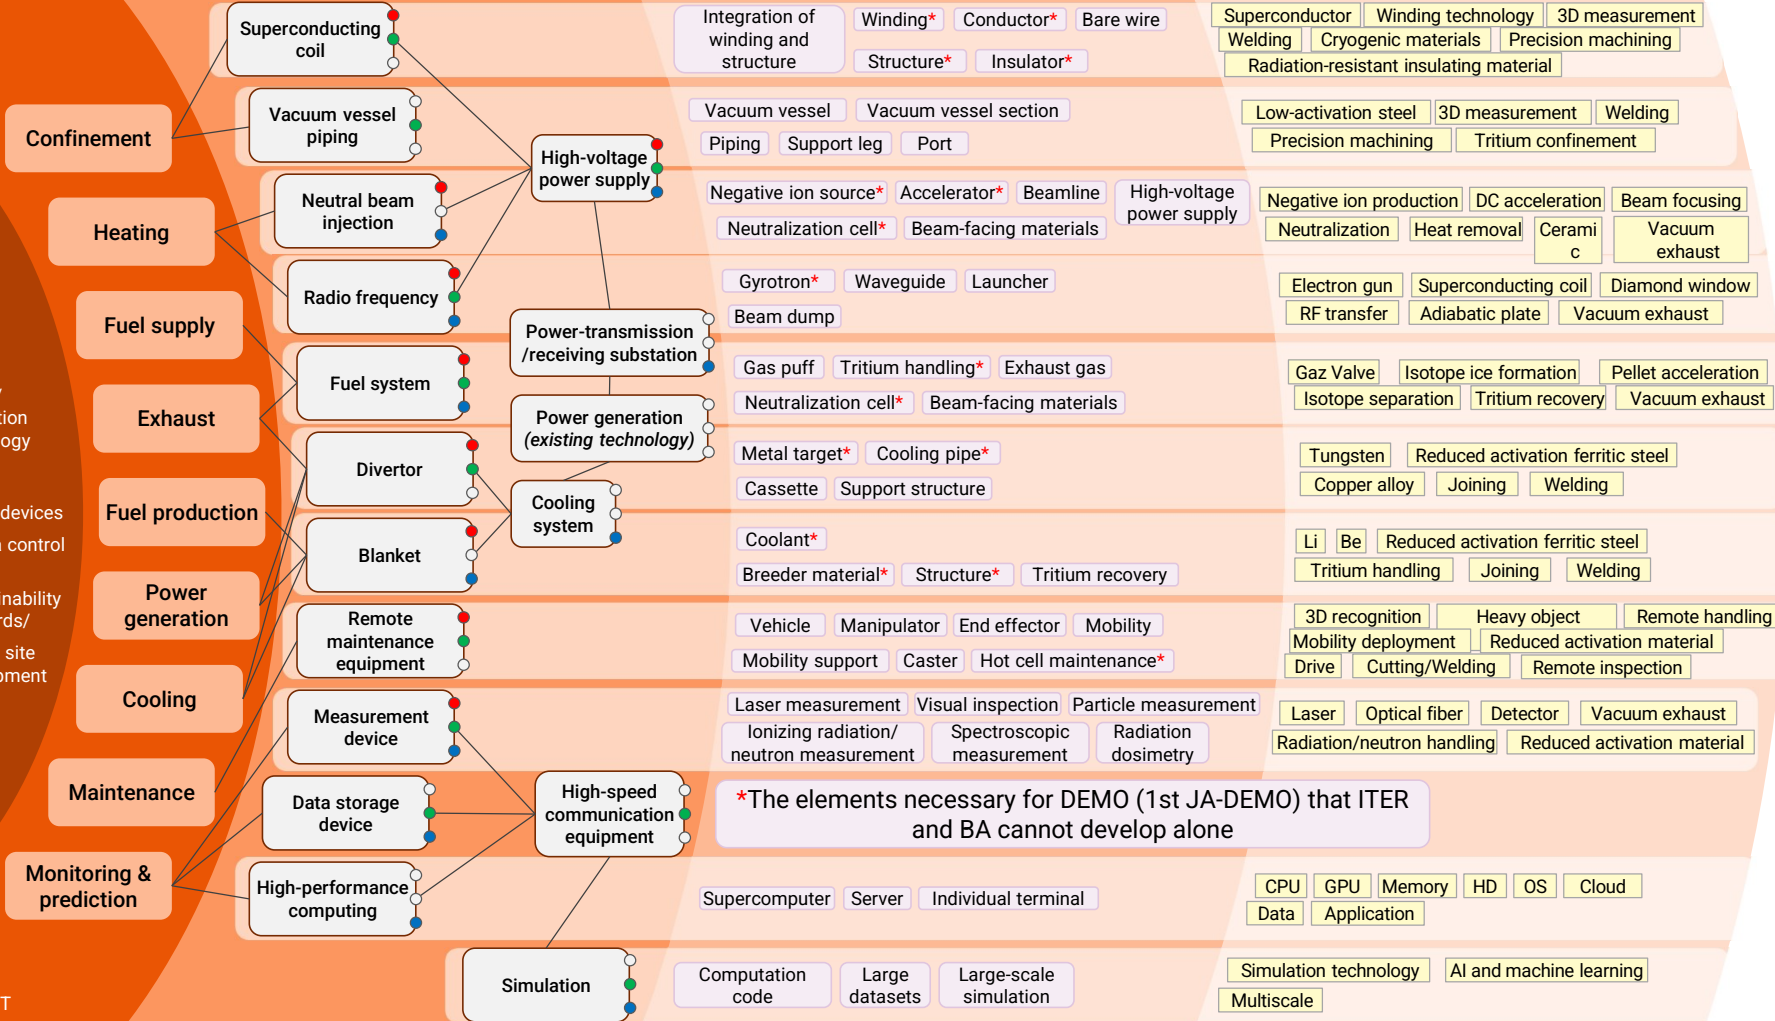 Confinement
Heating
Fuel supply
Exhaust
Fuel production
Power
generation
Cooling
Maintenance
Monitoring &
prediction
devices
control
site
T
Superconducting
coil
Vacuum vessel
piping
Neutral beam
injection
Radio frequency
Fuel system
Divertor
Blanket
Remote
maintenance
equipment
Measurement
device
Data storage
device
High-performance
computing
Simulation
High-voltage
power supply
Power-transmission
/receiving substation
Power generation
(existing technology)
Cooling
system
High-speed
communication
equipment
Integration of
winding and
structure
Winding* Conductor* Bare wire
Structure* Insulator*
Superconductor Winding technology 3D measurement
Welding Cryogenic materials Precision machining
Radiation-resistant insulating material
Vacuum vessel Vacuum vessel section
Piping Support leg Port
Low-activation steel 3D measurement Welding
Precision machining Tritium confinement
Negative ion source* Accelerator* Beamline
High-voltage
power supply
Neutralization cell* Beam-facing materials
Negative ion production DC acceleration Beam focusing
Neutralization Heat removal
Cerami
c
Vacuum
exhaust
Gyrotron* Waveguide Launcher
Beam dump
Electron gun Superconducting coil Diamond window
RF transfer Adiabatic plate Vacuum exhaust
Gas puff Tritium handling* Exhaust gas
Neutralization cell* Beam-facing materials
Gaz Valve Isotope ice formation Pellet acceleration
Isotope separation Tritium recovery Vacuum exhaust
Metal target* Cooling pipe*
Cassette Support structure
Tungsten Reduced activation ferritic steel
Copper alloy Joining Welding
Coolant*
Breeder material* Structure* Tritium recovery
Li Be Reduced activation ferritic steel
Tritium handling Joining Welding
Vehicle Manipulator End effector Mobility
Mobility support Caster Hot cell maintenance*
3D recognition Heavy object Remote handling
Mobility deployment Reduced activation material
Drive Cutting/Welding Remote inspection
Laser measurement Visual inspection Particle measurement
Ionizing radiation/
neutron measurement
Spectroscopic
measurement
Radiation
dosimetry
Laser Optical fiber Detector Vacuum exhaust
Radiation/neutron handling Reduced activation material
*The elements necessary for DEMO (1st JA-DEMO) that ITER
and BA cannot develop alone
Supercomputer Server Individual terminal
CPU GPU Memory HD OS Cloud
Data Application
Computation
code
Large
datasets
Large-scale
simulation
Simulation technology AI and machine learning
Multiscale